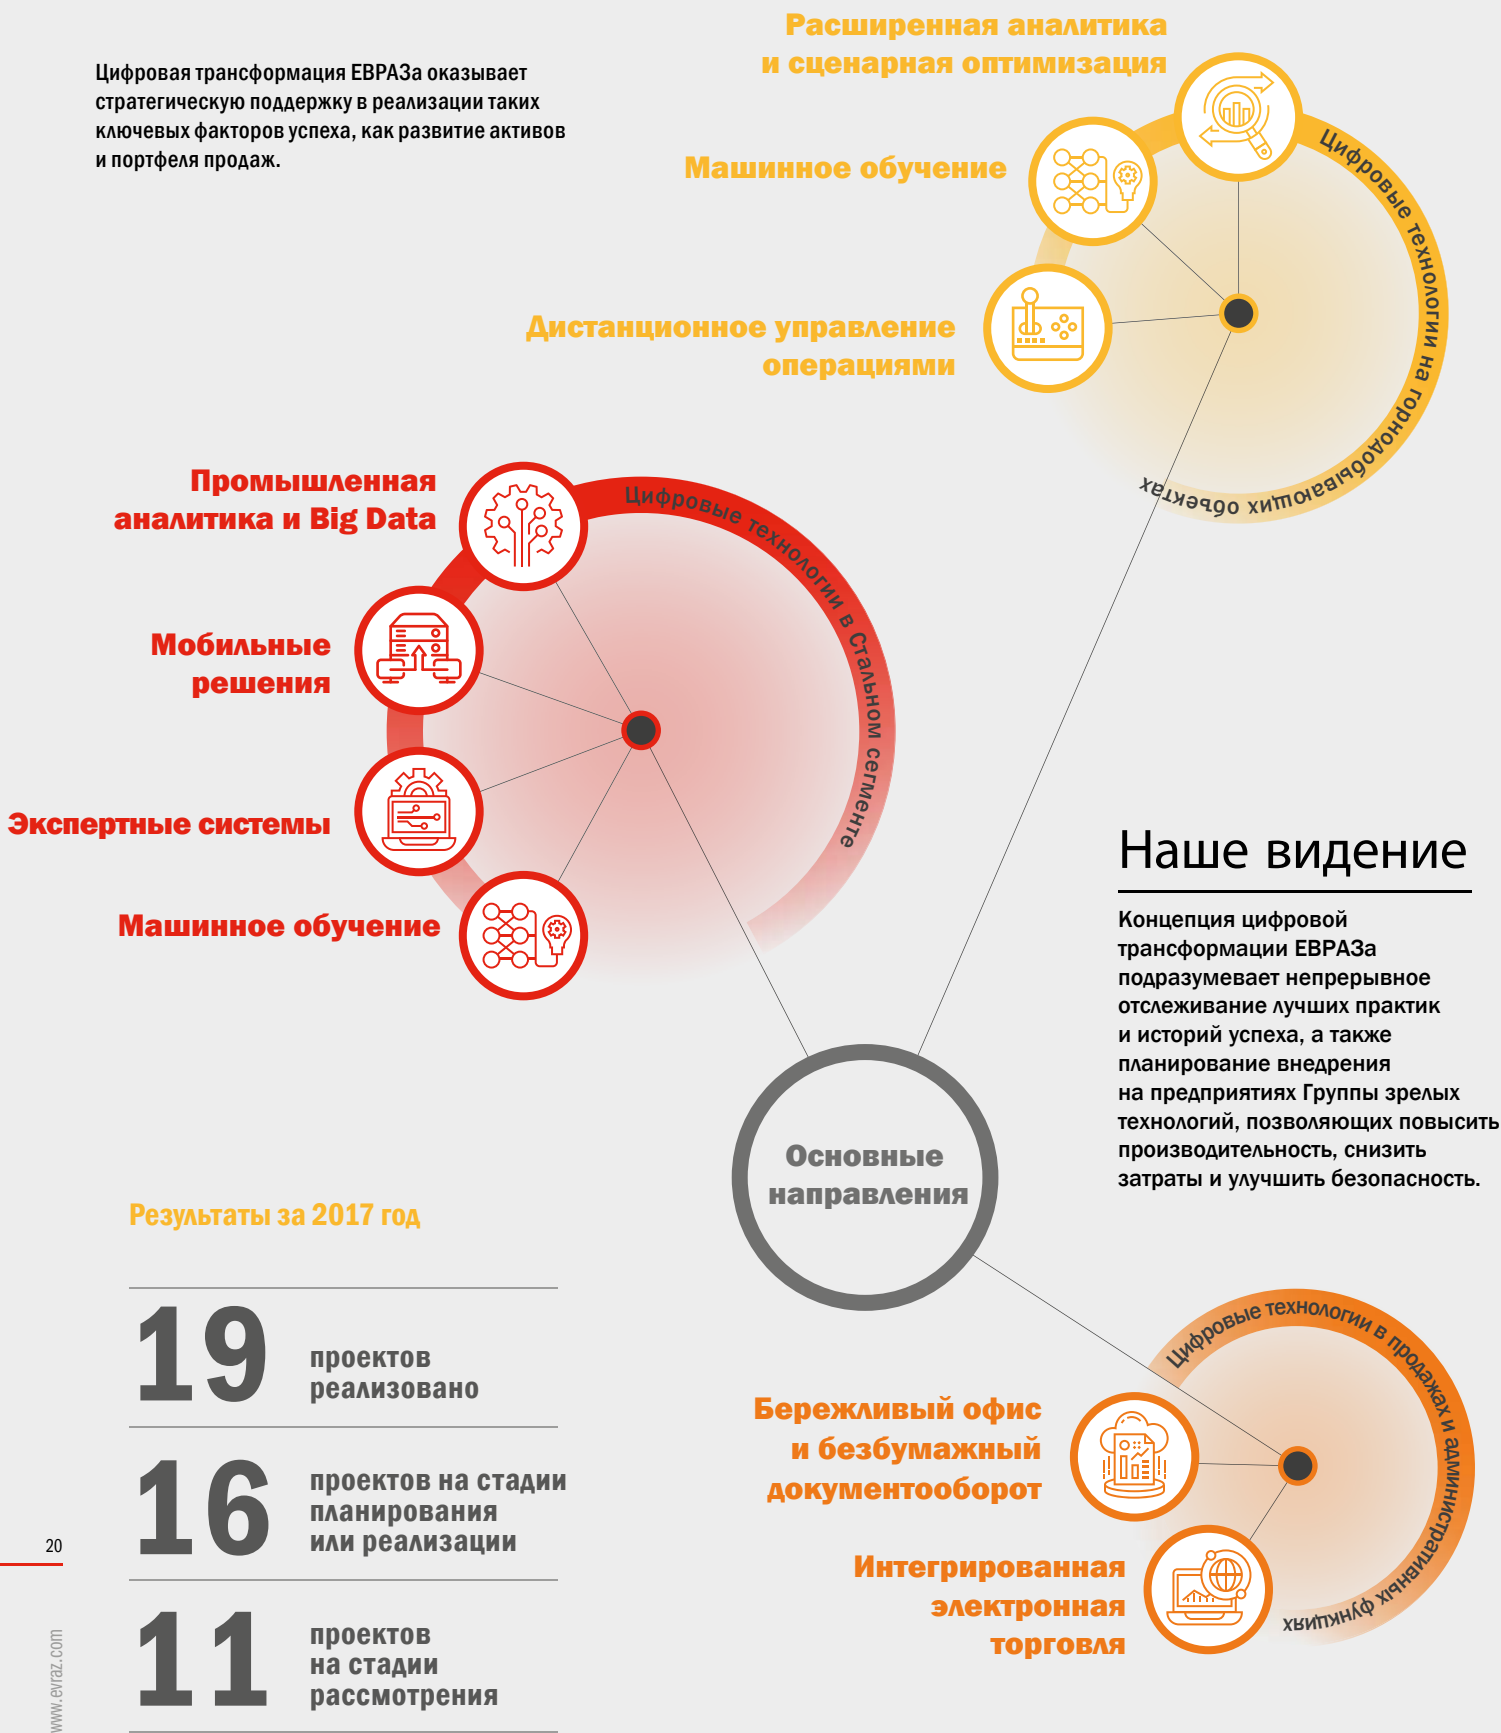 Цифровая трансформация ЕВРАЗа оказывает
стратегическую поддержку в реализации таких
ключевых факторов успеха, как развитие активов
и портфеля продаж.
Расширенная аналитика
и сценарная оптимизация
Машинное обучение
Дистанционное управление
операциями
Цифровые технологии на горнодобывающих объектах
Промышленная
аналитика и Big Data
Мобильные
решения
Экспертные системы
Машинное обучение
Цифровые технологии в Стальном сегменте
Наше видение
Концепция цифровой
трансформации ЕВРАЗа
подразумевает непрерывное
отслеживание лучших практик
и историй успеха, а также
планирование внедрения
на предприятиях Группы зрелых
технологий, позволяющих повысить
производительность, снизить
затраты и улучшить безопасность.
Основные
направления
Результаты за 2017 год
19
проектов
реализовано
16
проектов на стадии
планирования
или реализации
11
проектов
на стадии
рассмотрения
Цифровые технологии в продажах и административных функциях
Бережливый офис
и безбумажный
документооборот
Интегрированная
электронная
торговля
20
www.evraz.com